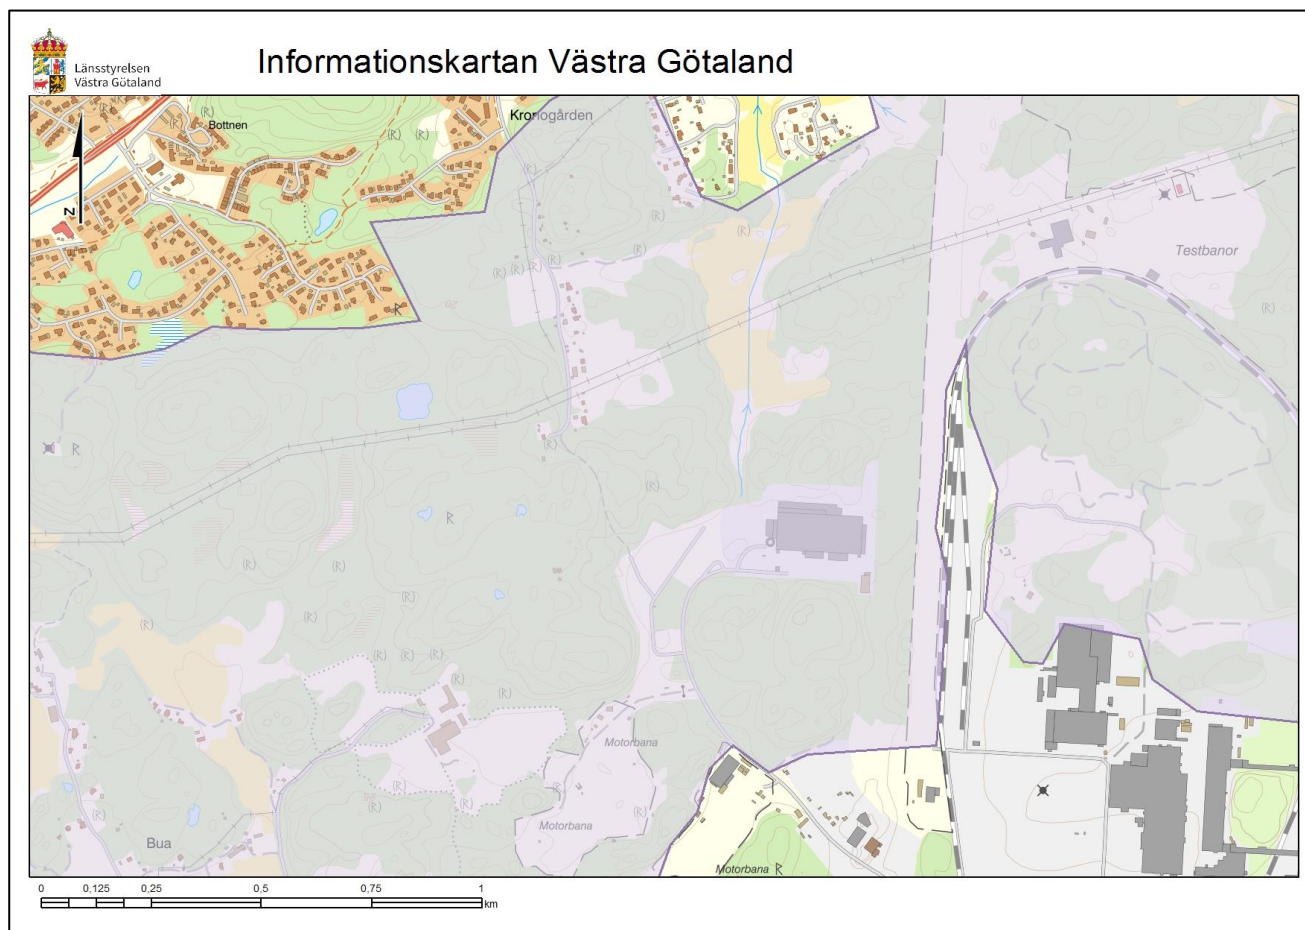 Informationskartan Västra Götaland
Länsstyrelsen
Västra Götaland
(R) (R)
(R)
(R)
Bottnen
(R) (R)
Kronogården
N
(R)
(R)
(R)
Testbanor
(R) (R) (R) (R)
(R)
R
(R)
R
(R)
R
(R) (R)
(R)
(R)
(R)
(R) (R) (R)
(R)
Motorbana
(R)
(R)
(R)
Motorbana
Bua
Motorbana R
0 0,125 0,25 0,5 0,75 1
km